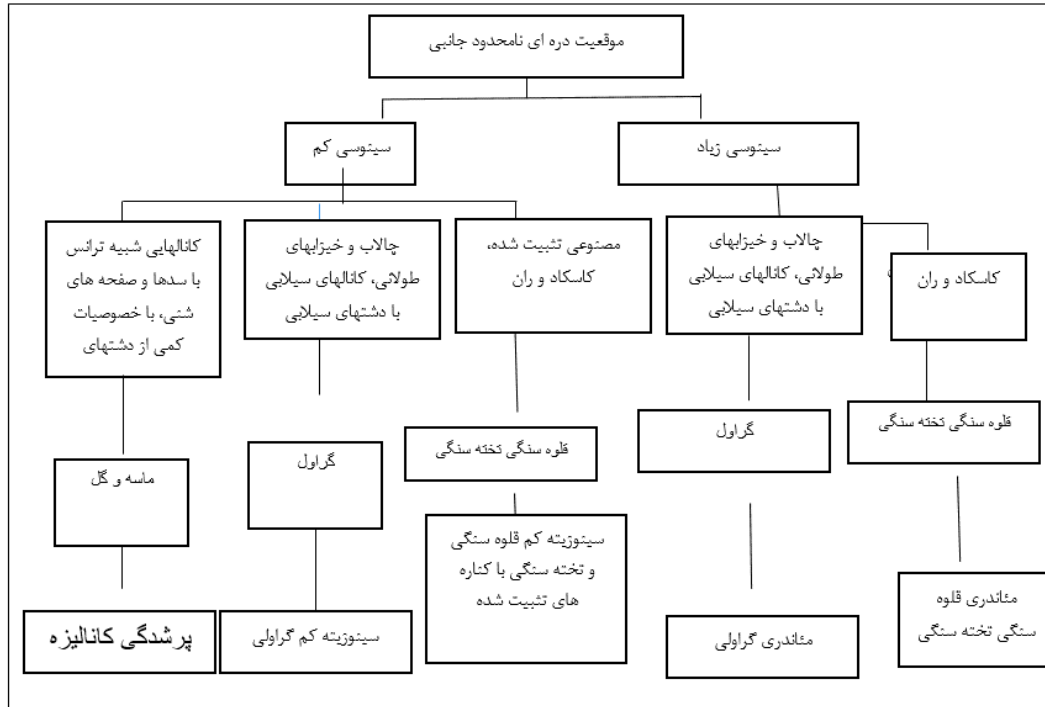 موقعیت دره ای نامحدود جانبی
سینوسی زیاد
سینوسی کم
کاسکاد و ران
چالاب و خیزابهای
طولانی، کانالهای سیلابی
با دشتهای سیلابی
مصنوعی تثبیت شده،
کاسکاد و ران
چالاب و خیزابهای
طولانی، کانالهای سیلابی
با دشتهای سیلابی
کانالهایی شبیه ترانس
با سدها و صفحه های
شنی، با خصوصیات
کمی از دشتهای
قلوه سنگی تخته سنگی
گراول
قلوه سنگی تخته سنگی
گراول
ماسه و گل
مئاندری قلوه
سنگی تخته سنگی
مئاندری گراولی
سینوزیته کم قلوه سنگی
و تخته سنگی با کناره
های تثبیت شده
سینوزیته کم گراولی
پرشدگی کانالیزه